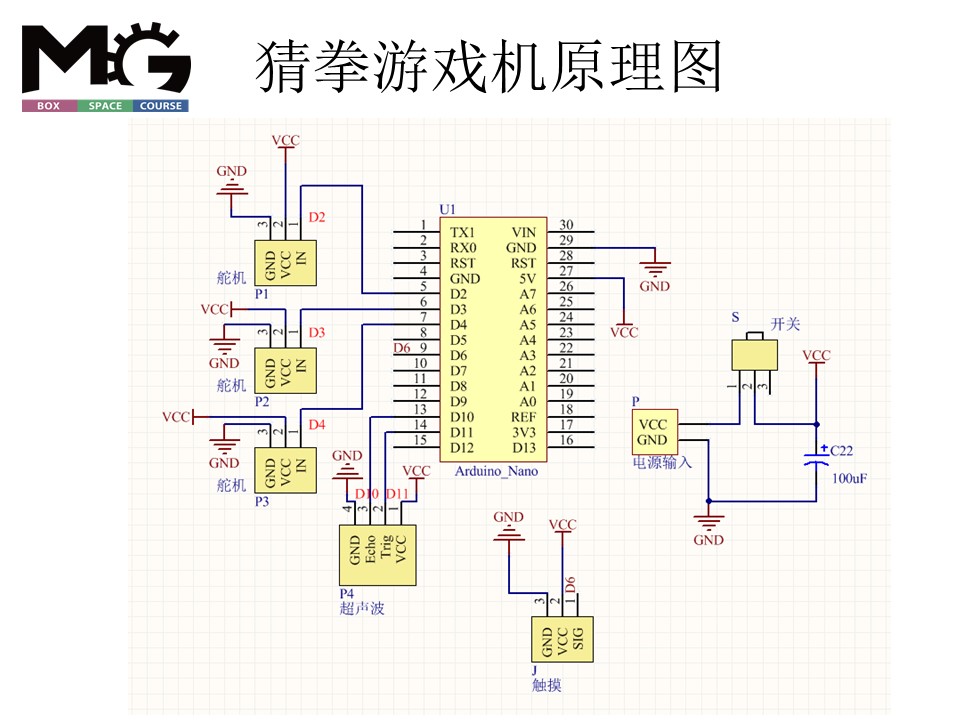 MG
BOX SPACE COURSE
猜拳游戏机原理图
VCC
GND
D2
3 2 1
GND VCC IN
舵机
P1
VCC
D3
3 2 1
GND
GND VCC IN
舵机
P2
VCC
D4
3 2 1
GND
GND VCC IN
舵机
P3
U1
1 TX1 VIN 30
2 RX0 GND 29
3 RST RST 28
4 GND 5V 27
5 D2 A7 26
6 D3 A6 25
7 D4 A5 24
8 D5 A4 23
D6 9 D6 A3 22
10 D7 A2 21
11 D8 A1 20
12 D9 A0 19
13 D10 REF 18
14 D11 3V3 17
15 D12 D13 16
Arduino_Nano
GND
VCC
GND
VCC
D10 D11
4 3 2 1
GND Echo Trig VCC
P4
超声波
GND
VCC
D6
3 2 1
GND VCC SIG
J
触摸
S
开关
1 2 3
VCC
P
VCC
GND
电源输入
C22
100uF
GND